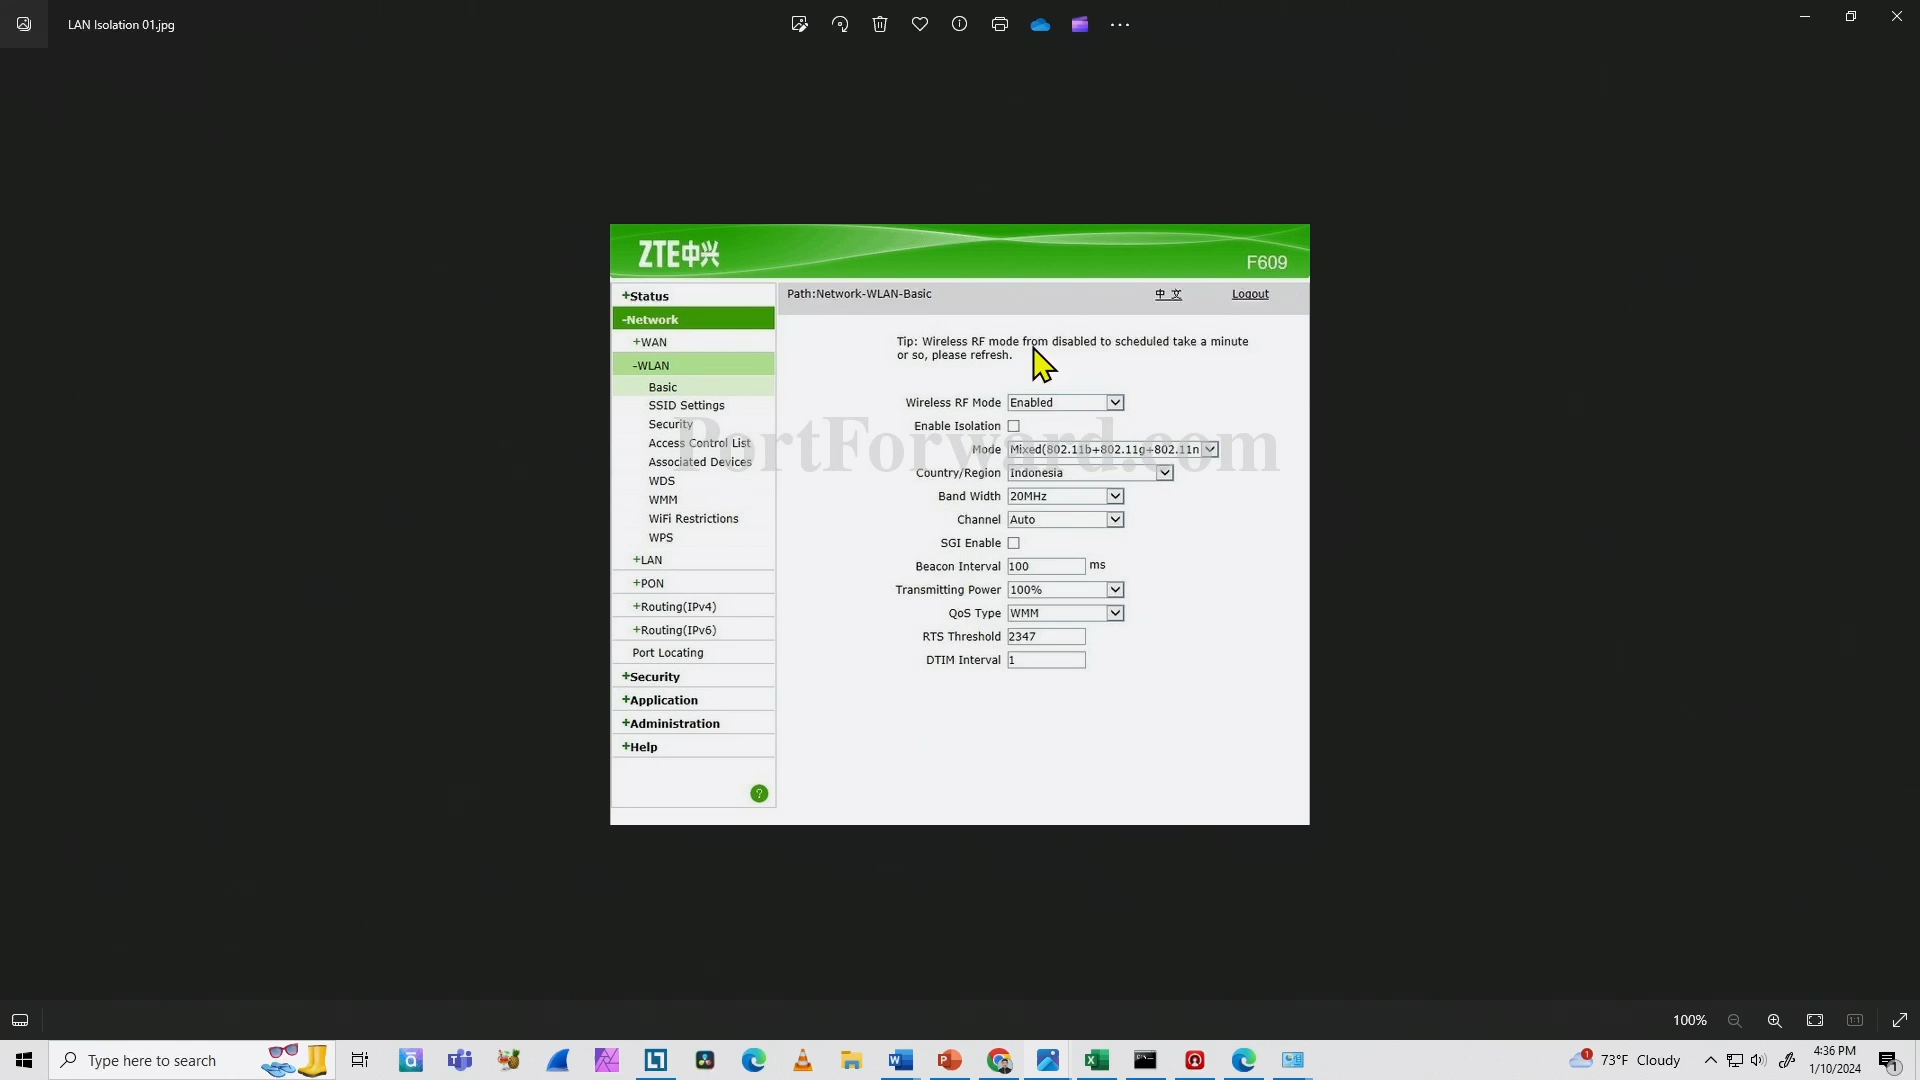 LAN Isolation 01.jpg
ZTE中兴
F609
+Status
-Network
+WAN
-WLAN
Basic
SSID Settings
Security
Access Control List
Associated Devices
WDS
WMM
WiFi Restrictions
WPS
+LAN
+PON
+Routing(IPv4)
+Routing(IPv6)
Port Locating
+Security
+Application
+Administration
+Help
?
Path:Network-WLAN-Basic
中 文
Logout
Tip: Wireless RF mode from disabled to scheduled take a minute
or so, please refresh.
Wireless RF Mode Enabled
Enable Isolation
Mode Mixed(802.11b+802.11g+802.11n
Country/Region Indonesia
Band Width 20MHz
Channel Auto
SGI Enable
Beacon Interval 100 ms
Transmitting Power 100%
QoS Type WMM
RTS Threshold 2347
DTIM Interval 1
PortForward.com
100%
1:1
Type here to search
1
73°F Cloudy
4:36 PM
1/10/2024
1